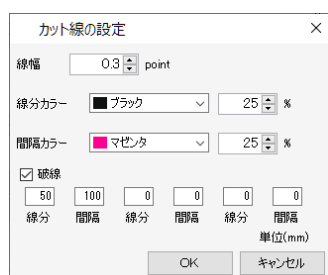 カット線の設定 ×
線幅 0.3 point
線分カラー ブラック 25 %
間隔カラー マゼンタ 25 %
破線
50 100 0 0 0 0
線分 間隔 線分 間隔 線分 間隔
単位(mm)
OK キャンセル